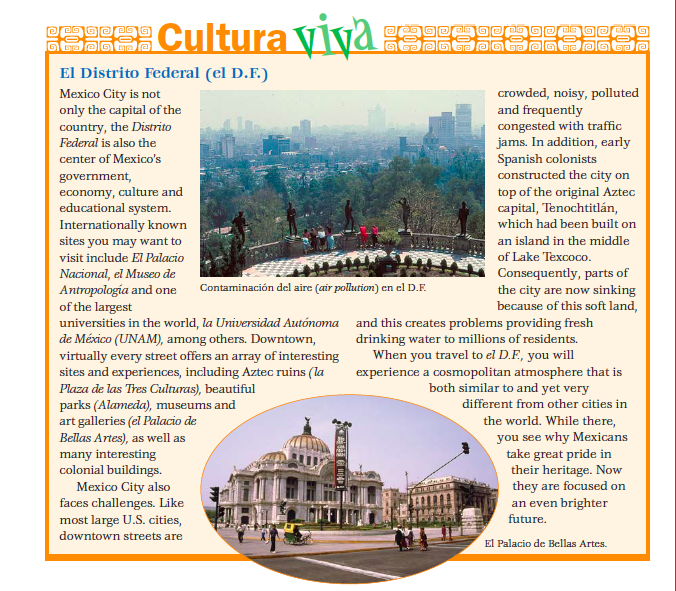 Cultura viva
El Distrito Federal (el D.F.)
Mexico City is not
only the capital of the
country, the Distrito
Federal is also the
center of Mexico's
government,
economy, culture and
educational system.
Internationally known
sites you may want to
visit include El Palacio
Nacional, el Museo de
Antropología and one
of the largest
universities in the world, la Universidad Autónoma
de México (UNAM), among others. Downtown,
virtually every street offers an array of interesting
sites and experiences, including Aztec ruins (la
Plaza de las Tres Culturas), beautiful
parks (Alameda), museums and
art galleries (el Palacio de
Bellas Artes), as well as
many interesting
colonial buildings.
Mexico City also
faces challenges. Like
most large U.S. cities,
downtown streets are
Contaminación del aire (air pollution) en el D.F.
crowded, noisy, polluted
and frequently
congested with traffic
jams. In addition, early
Spanish colonists
constructed the city on
top of the original Aztec
capital, Tenochtitlán,
which had been built on
an island in the middle
of Lake Texcoco.
Consequently, parts of
the city are now sinking
because of this soft land,
and this creates problems providing fresh
drinking water to millions of residents.
When you travel to el D.F., you will
experience a cosmopolitan atmosphere that is
both similar to and yet very
different from other cities in
the world. While there,
you see why Mexicans
take great pride in
their heritage. Now
they are focused on
an even brighter
future.
El Palacio de Bellas Artes.